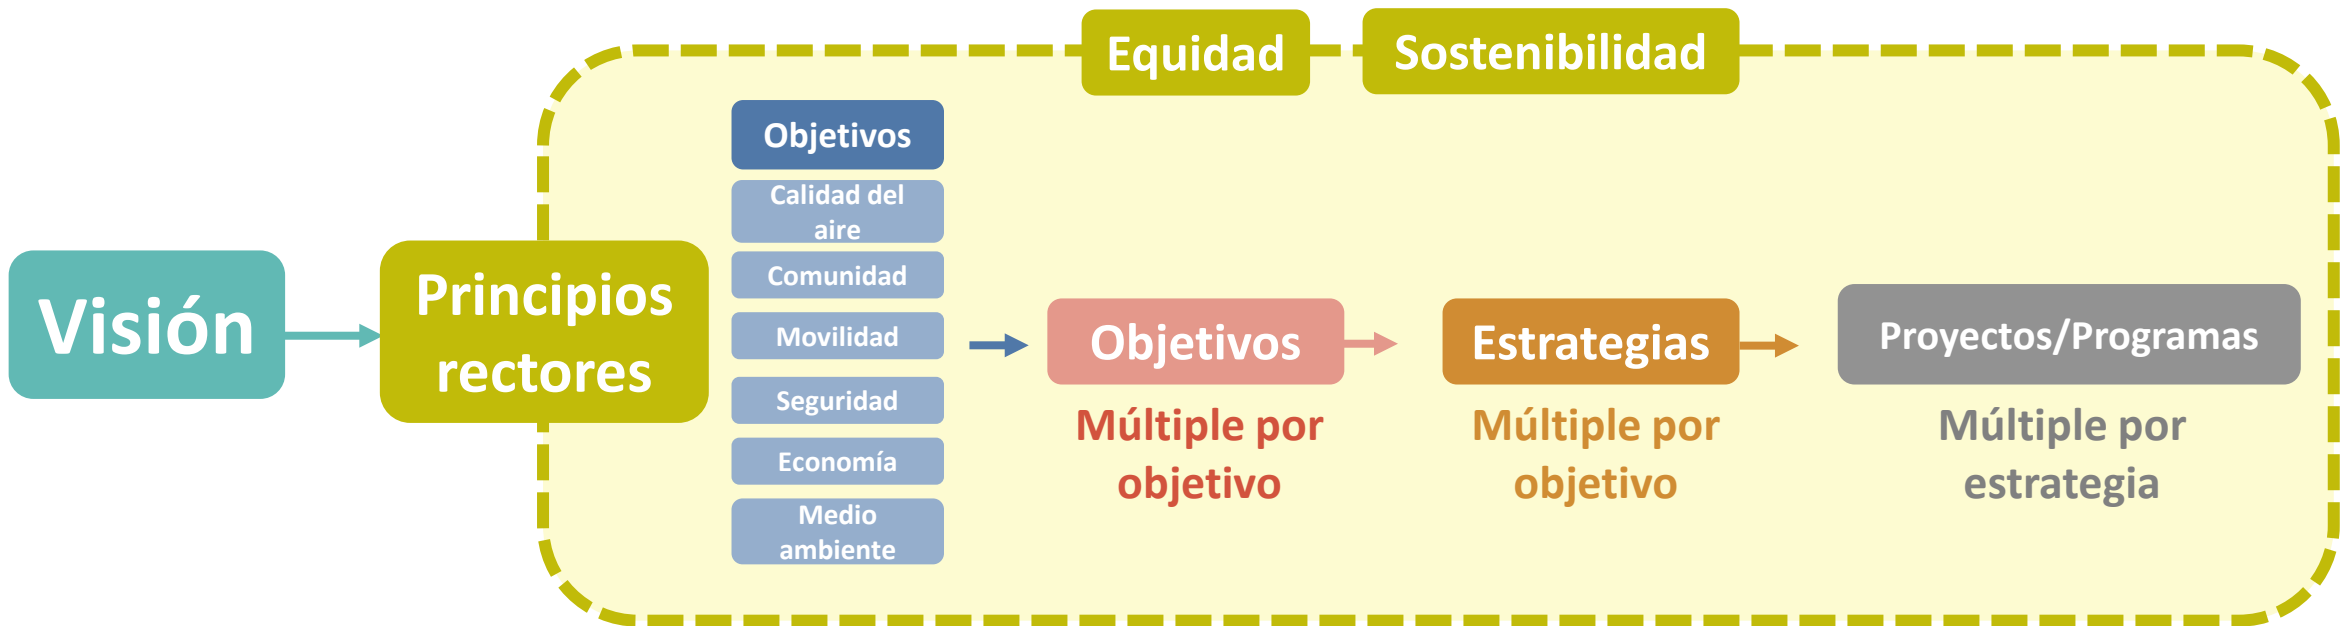 Equidad
Sostenibilidad
Visión
Principios
rectores
Objetivos
Calidad del
aire
Comunidad
Movilidad
Seguridad
Economía
Medio
ambiente
Objetivos
Múltiple por
objetivo
Estrategias
Múltiple por
objetivo
Proyectos/Programas
Múltiple por
estrategia